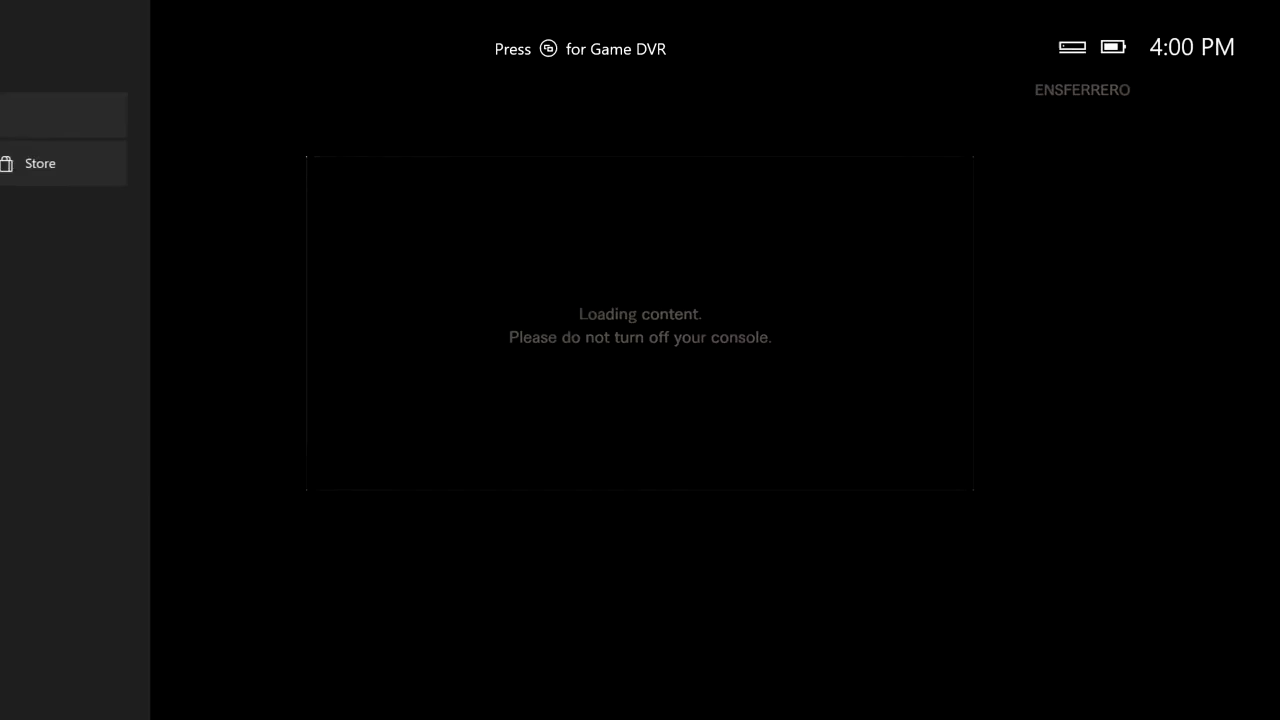 Press for Game DVR
4:00 PM
ENSFERRERO
Store
Loading content.
Please do not turn off your console.